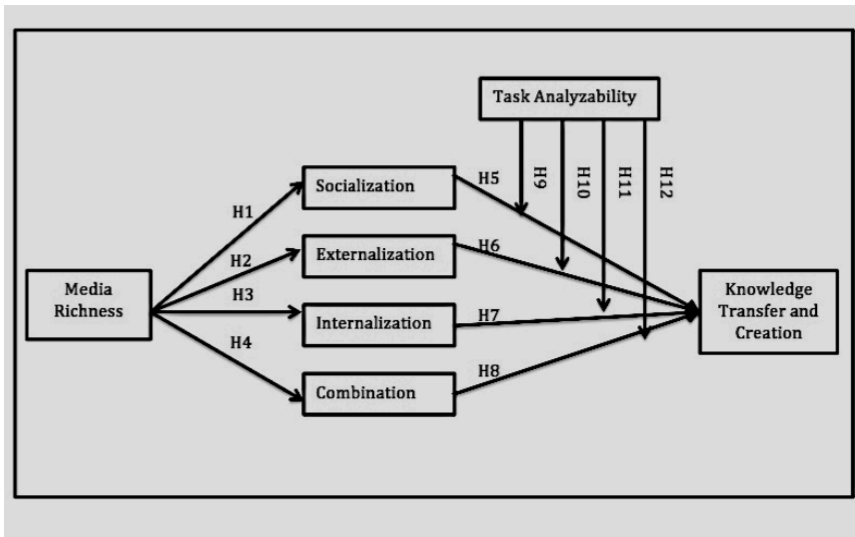 Task Analyzability
H9
H10
H11
H12
Socialization
H5
H1
Externalization
H6
H2
Media
Richness
H3
Internalization
H7
Knowledge
Transfer and
Creation
H4
Combination
H8